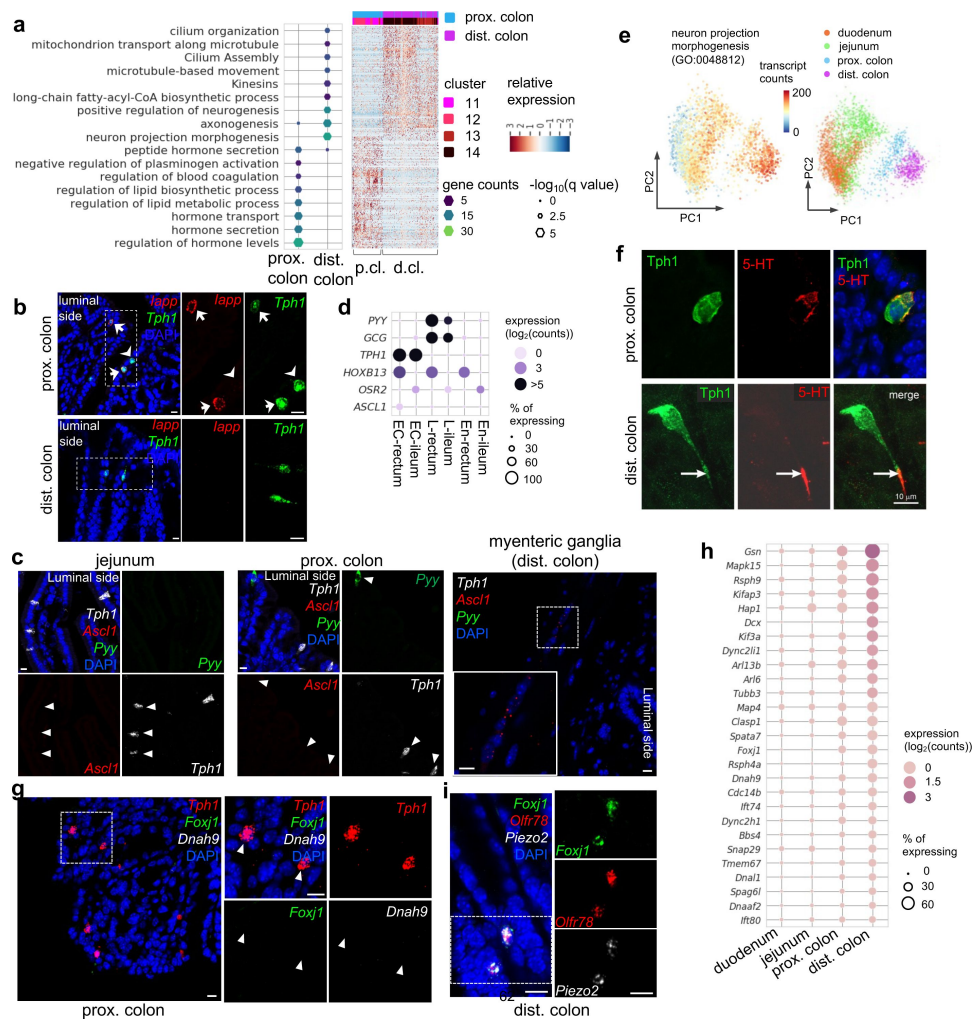 a
cilium organization
mitochondrion transport along microtubule
Cilium Assembly
microtubule-based movement
Kinesins
long-chain fatty-acyl-CoA biosynthetic process
positive regulation of neurogenesis
axonogenesis
neuron projection morphogenesis
peptide hormone secretion
negative regulation of plasminogen activation
regulation of blood coagulation
regulation of lipid biosynthetic process
regulation of lipid metabolic process
hormone transport
hormone secretion
regulation of hormone levels
prox. colon
dist. colon
p.cl. d.cl.
prox. colon
dist. colon
cluster
11
12
13
14
relative expression
3 2 1 0 -1 -2 -3
gene counts
5
15
30
-log10(q value)
0
2.5
5
b
prox. colon
luminal side
Iapp
Tph1
DAPI
Iapp
Tph1
dist. colon
luminal side
Iapp
Tph1
Iapp
Tph1
d
PYY
GCG
TPH1
HOXB13
OSR2
ASCL1
EC-rectum
EC-ileum
L-rectum
L-ileum
En-rectum
En-ileum
expression (log2(counts))
0
3
>5
% of expressing
0
30
60
100
e
neuron projection morphogenesis (GO:0048812)
transcript counts
200
0
PC2
PC1
duodenum
jejunum
prox. colon
dist. colon
PC2
PC1
f
prox. colon
Tph1
5-HT
Tph1
5-HT
dist. colon
Tph1
5-HT
merge
10 µm
c
jejunum
Luminal side
Tph1
Ascl1
Pyy
DAPI
Pyy
Ascl1
Tph1
prox. colon
Luminal side
Tph1
Ascl1
Pyy
DAPI
Pyy
Ascl1
Tph1
myenteric ganglia (dist. colon)
Tph1
Ascl1
Pyy
DAPI
Luminal side
h
Gsn
Mapk15
Rsph9
Kifap3
Hap1
Dcx
Kif3a
Dync2li1
Arl13b
Arl6
Tubb3
Map4
Clasp1
Spata7
Foxj1
Rsph4a
Dnah9
Cdc14b
Ift74
Dync2h1
Bbs4
Snap29
Tmem67
Dnal1
Spag6l
Dnaaf2
Ift80
duodenum
jejunum
prox. colon
dist. colon
expression (log2(counts))
0
1.5
3
% of expressing
0
30
60
g
Tph1
Foxj1
Dnah9
DAPI
Tph1
Foxj1
Dnah9
DAPI
Tph1
Foxj1
Dnah9
prox. colon
i
Foxj1
Olfr78
Piezo2
DAPI
Foxj1
Olfr78
Piezo2
dist. colon